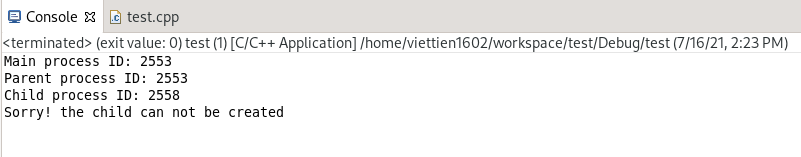 Console test.cpp
<terminated> (exit value: 0) test (1) [C/C++ Application] /home/viettien1602/workspace/test/Debug/test (7/16/21, 2:23 PM)
Main process ID: 2553
Parent process ID: 2553
Child process ID: 2558
Sorry! the child can not be created